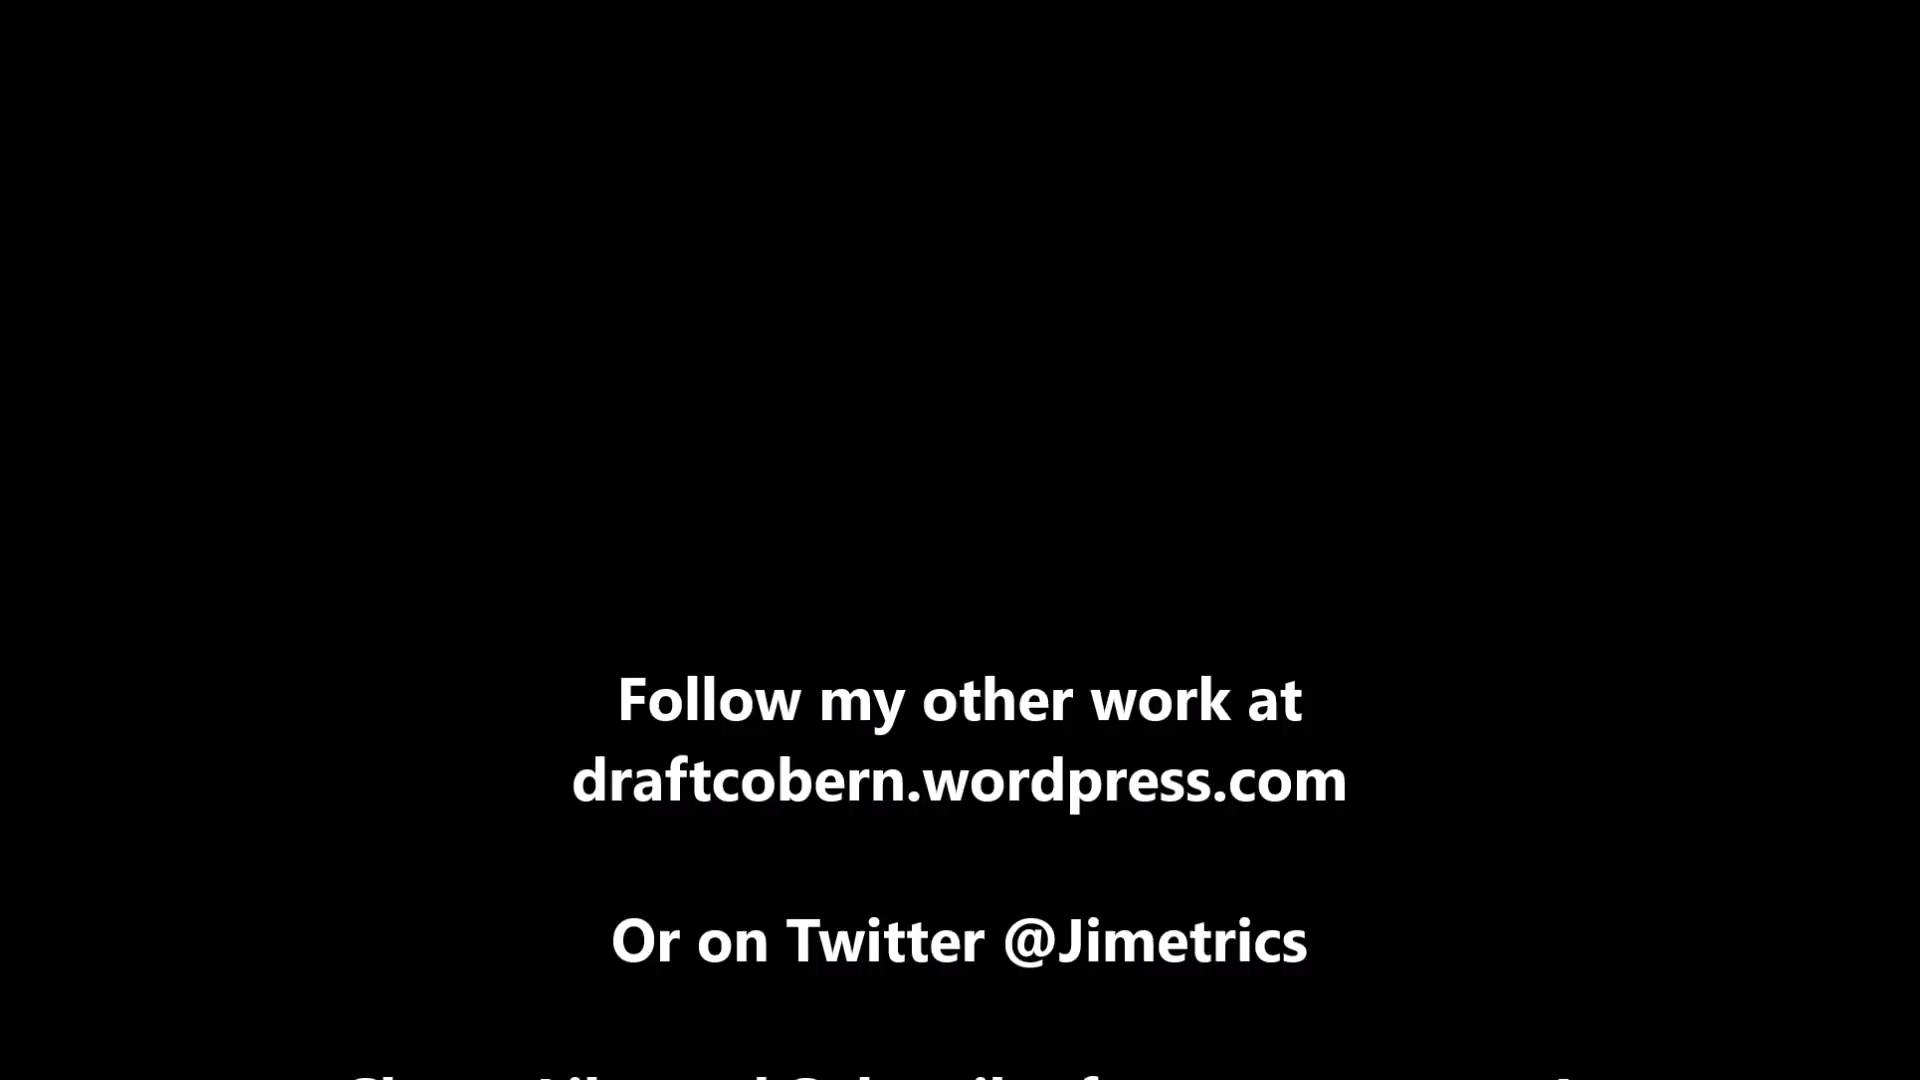 Follow my other work at
draftcobern.wordpress.com
Or on Twitter @Jimetrics